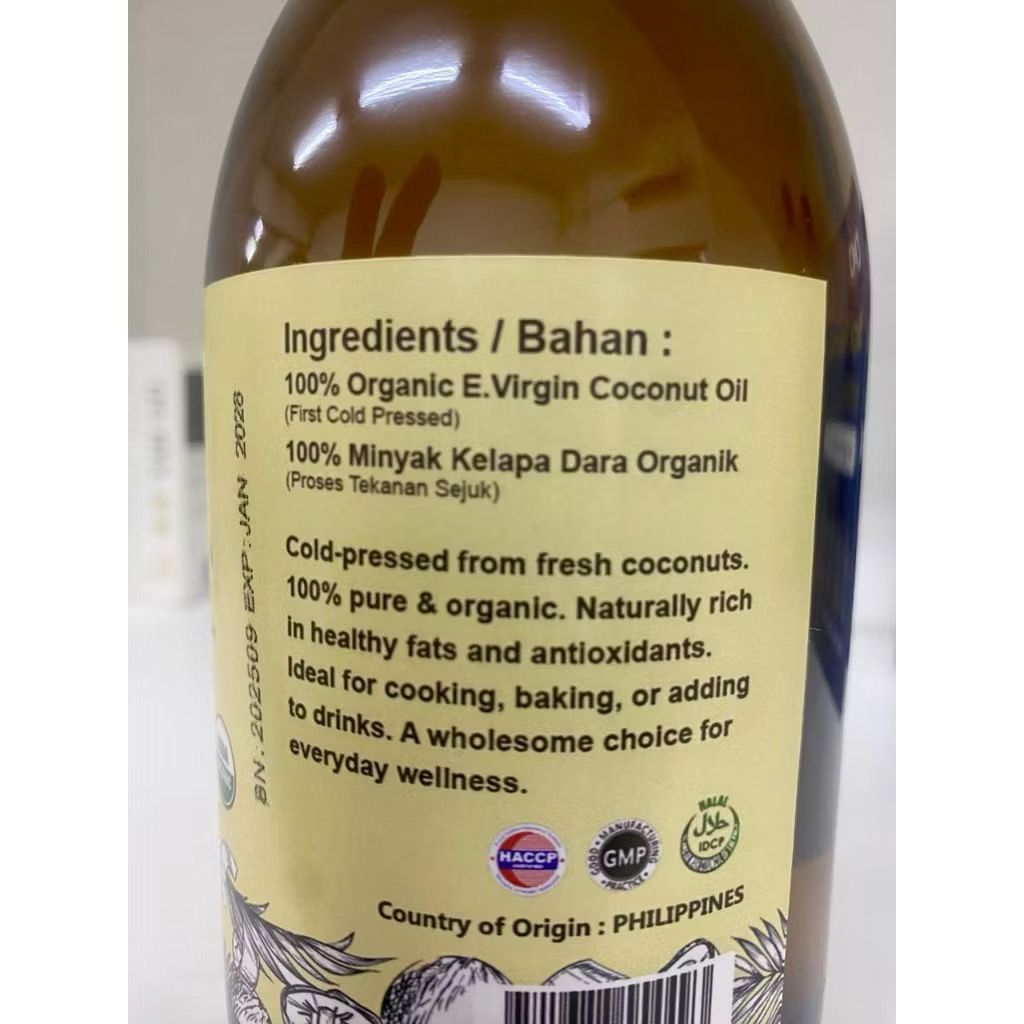 Ingredients / Bahan :
100% Organic E.Virgin Coconut Oil
(First Cold Pressed)
100% Minyak Kelapa Dara Organik
(Proses Tekanan Sejuk)
Cold-pressed from fresh coconuts.
100% pure & organic. Naturally rich
in healthy fats and antioxidants.
Ideal for cooking, baking, or adding
to drinks. A wholesome choice for
everyday wellness.
BN: 202509 EXP:JAN 2028
HACCP
GOOD MANUFACTURING
GMP
PRACTICE
HALAL
حلال
IDCP
Country of Origin : PHILIPPINES